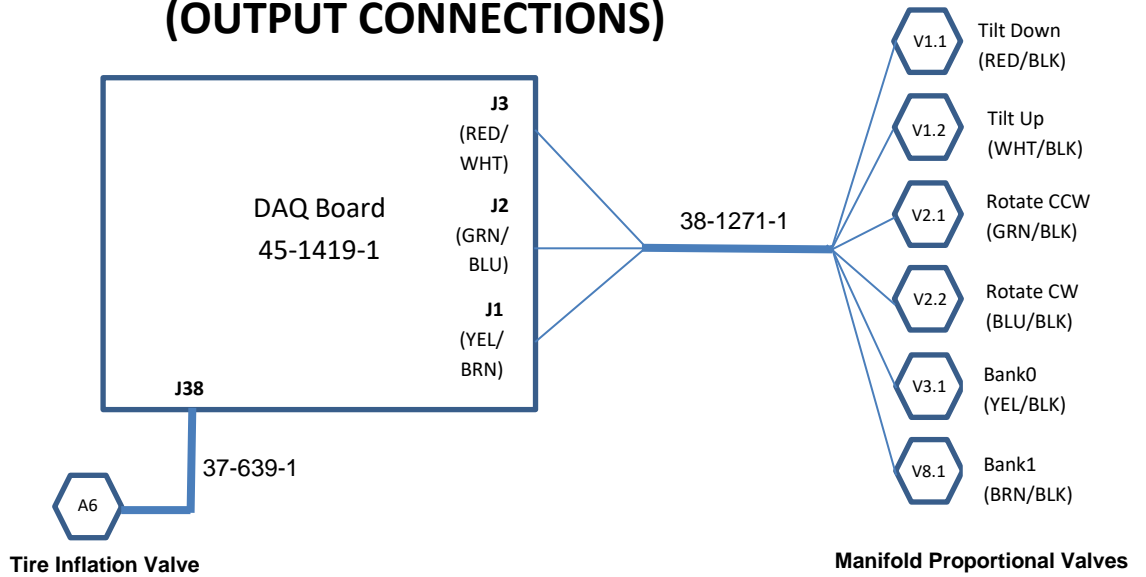 (OUTPUT CONNECTIONS)
J3
(RED/
WHT)
J2
(GRN/
BLU)
J1
(YEL/
BRN)
DAQ Board
45-1419-1
J38
37-639-1
A6
Tire Inflation Valve
38-1271-1
V1.1
Tilt Down
(RED/BLK)
V1.2
Tilt Up
(WHT/BLK)
V2.1
Rotate CCW
(GRN/BLK)
V2.2
Rotate CW
(BLU/BLK)
V3.1
Bank0
(YEL/BLK)
V8.1
Bank1
(BRN/BLK)
Manifold Proportional Valves